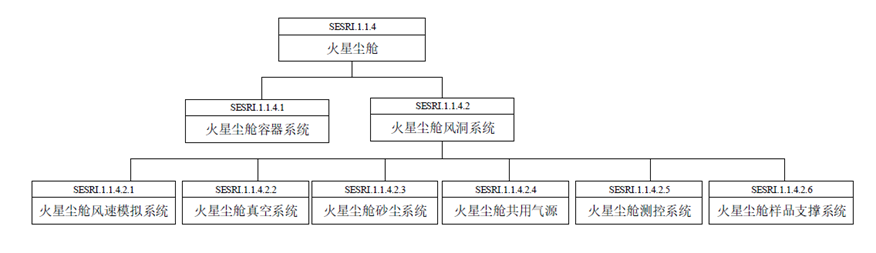 SESRI.1.1.4
火星尘舱
SESRI.1.1.4.1
火星尘舱容器系统
SESRI.1.1.4.2
火星尘舱风洞系统
SESRI.1.1.4.2.1
火星尘舱风速模拟系统
SESRI.1.1.4.2.2
火星尘舱真空系统
SESRI.1.1.4.2.3
火星尘舱砂尘系统
SESRI.1.1.4.2.4
火星尘舱共用气源
SESRI.1.1.4.2.5
火星尘舱测控系统
SESRI.1.1.4.2.6
火星尘舱样品支撑系统